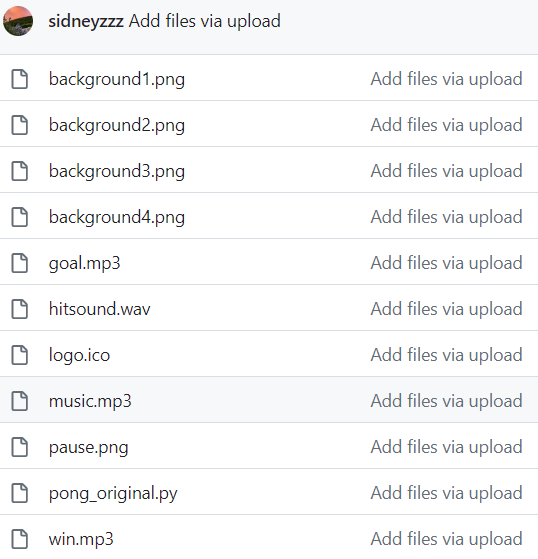 sidneyzzz Add files via upload
background1.png Add files via upload
background2.png Add files via upload
background3.png Add files via upload
background4.png Add files via upload
goal.mp3 Add files via upload
hitsound.wav Add files via upload
logo.ico Add files via upload
music.mp3 Add files via upload
pause.png Add files via upload
pong_original.py Add files via upload
win.mp3 Add files via upload